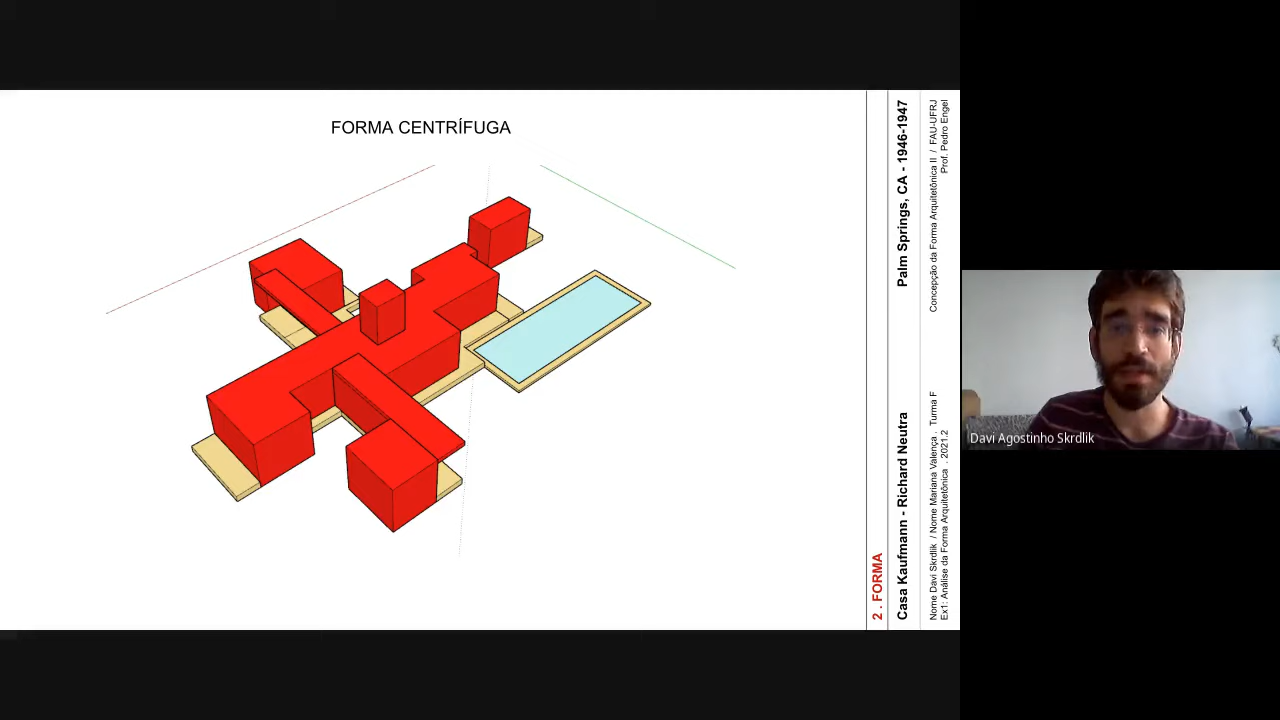 FORMA CENTRÍFUGA
2 . FORMA
Casa Kaufmann - Richard Neutra
Palm Springs, CA - 1946-1947
Nome Davi Skrdlik / Nome Mariana Valença . Turma F
Ex1: Análise da Forma Arquitetônica . 2021.2
Concepção da Forma Arquitetônica II / FAU-UFRJ
Prof. Pedro Engel
Davi Agostinho Skrdlik